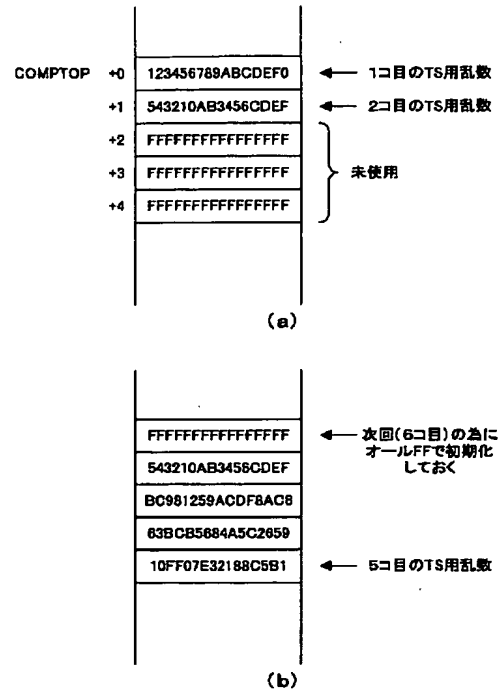 COMPTOP +0 123456789ABCDEF0 1コ目のTS用乱数
+1 543210AB3456CDEF 2コ目のTS用乱数
+2 FFFFFFFFFFFFFFFF
+3 FFFFFFFFFFFFFFFF 未使用
+4 FFFFFFFFFFFFFFFF
(a)
FFFFFFFFFFFFFFFF 次回(6コ目)の為に
オールFFで初期化
しておく
543210AB3456CDEF
BC981259ACDF8AC8
63BCB5684A5C2659
10FF07E32188C5B1 5コ目のTS用乱数
(b)